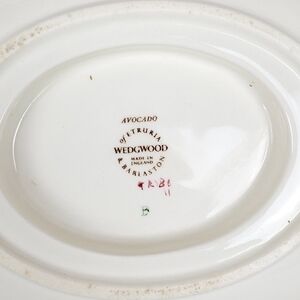 AVOCADO
of ETRURIA
WEDGWOOD
MADE IN
ENGLAND
& BARLASTON
B